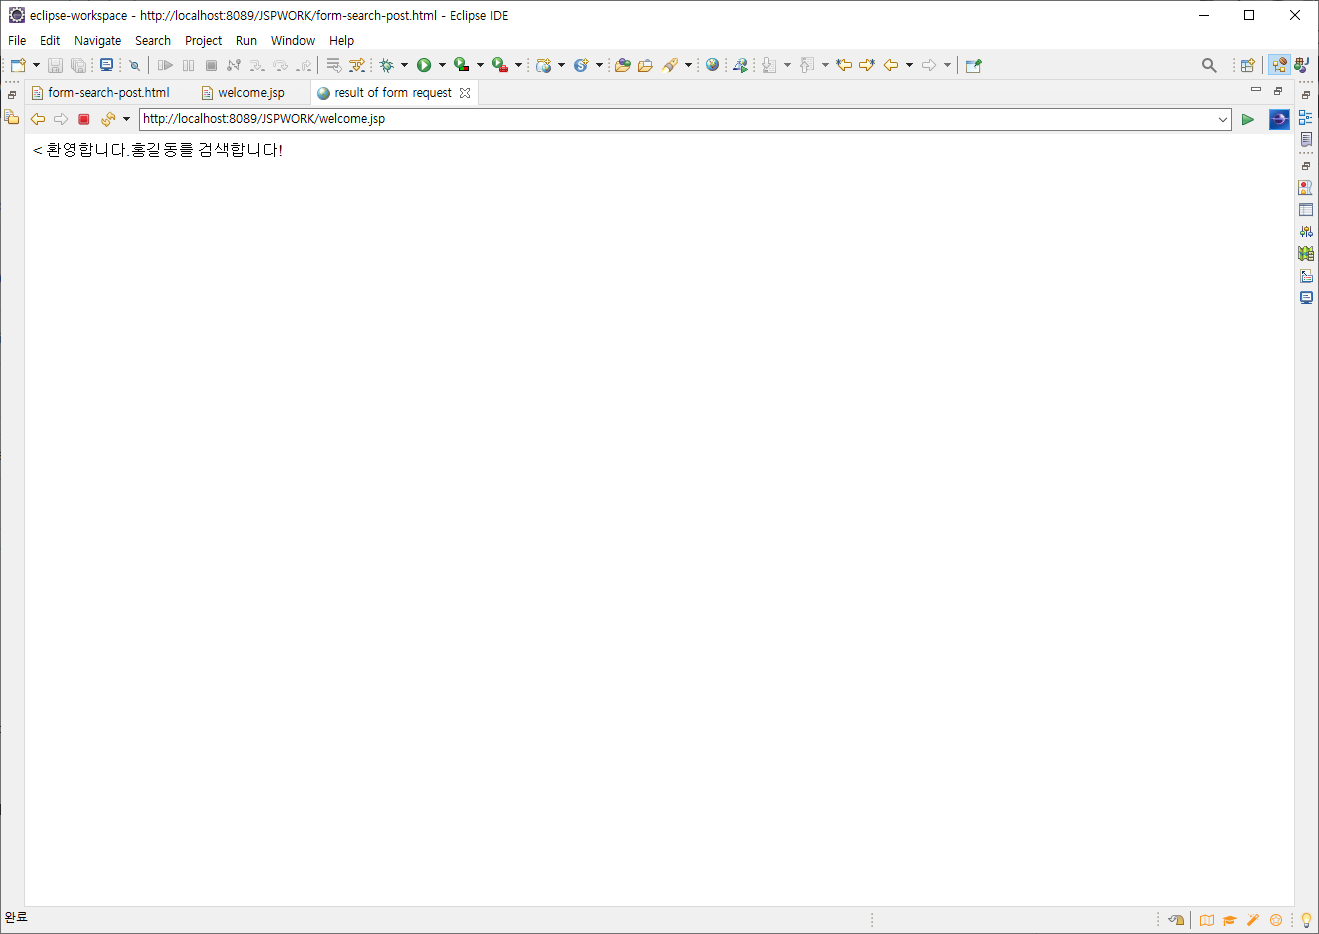 eclipse-workspace - http://localhost:8089/JSPWORK/form-search-post.html - Eclipse IDE
File Edit Navigate Search Project Run Window Help
form-search-post.html welcome.jsp result of form request
http://localhost:8089/JSPWORK/welcome.jsp
< 환영합니다.홍길동를 검색합니다!
완료